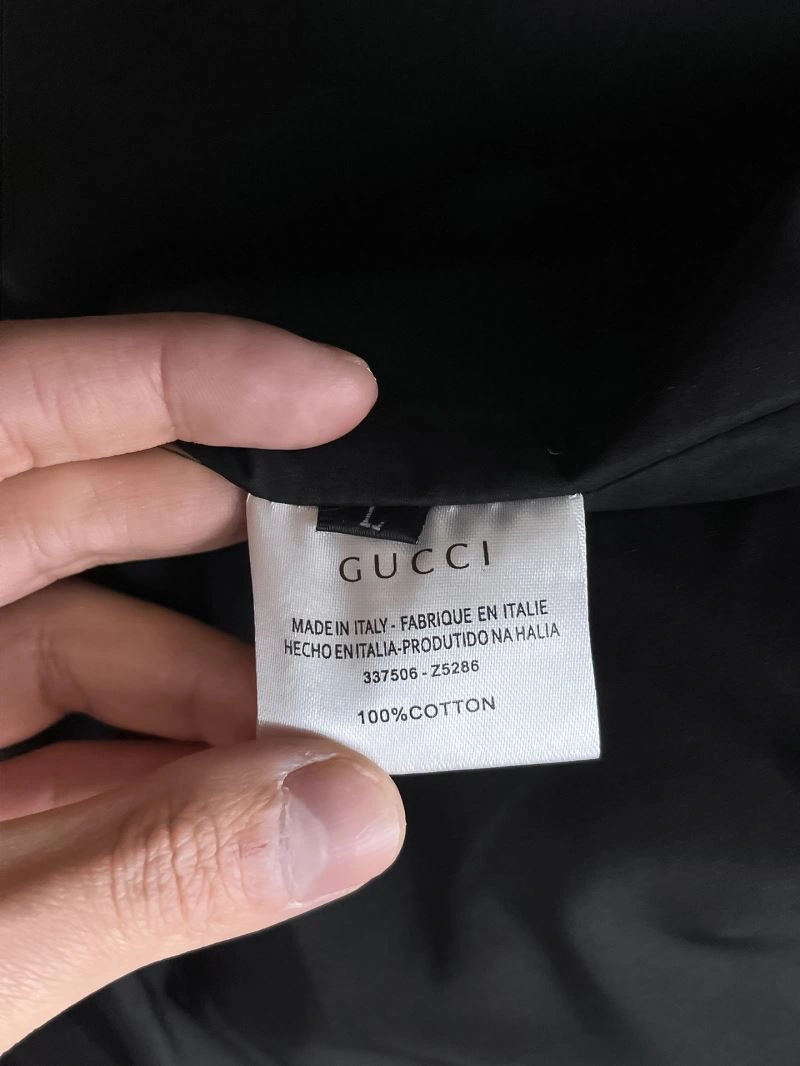 L
GUCCI
MADE IN ITALY - FABRIQUE EN ITALIE
HECHO EN ITALIA-PRODUTIDO NA HALIA
337506 - Z5286
100%COTTON